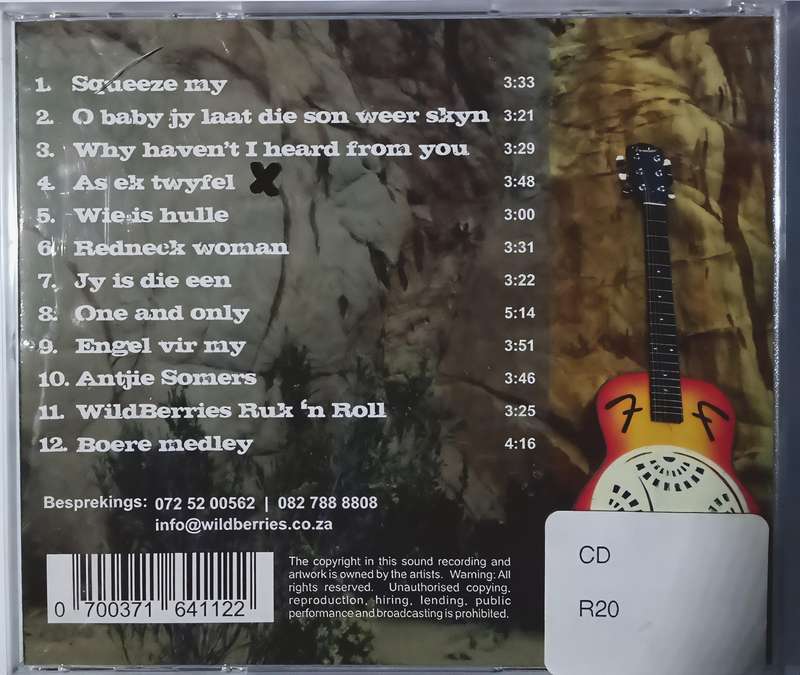 1. Squeeze my 3:33
2. O baby jy laat die son weer skyn 3:21
3. Why haven't I heard from you 3:29
4. As ek twyfel X 3:48
5. Wie is hulle 3:00
6. Redneck woman 3:31
7. Jy is die een 3:22
8. One and only 5:14
9. Engel vir my 3:51
10. Antjie Somers 3:46
11. WildBerries Ruk 'n Roll 3:25
12. Boere medley 4:16
Besprekings: 072 52 00562 | 082 788 8808
info@wildberries.co.za
0 700371 641122
The copyright in this sound recording and
artwork is owned by the artists. Warning: All
rights reserved. Unauthorised copying,
reproduction, hiring, lending, public
performance and broadcasting is prohibited.
CD
R20